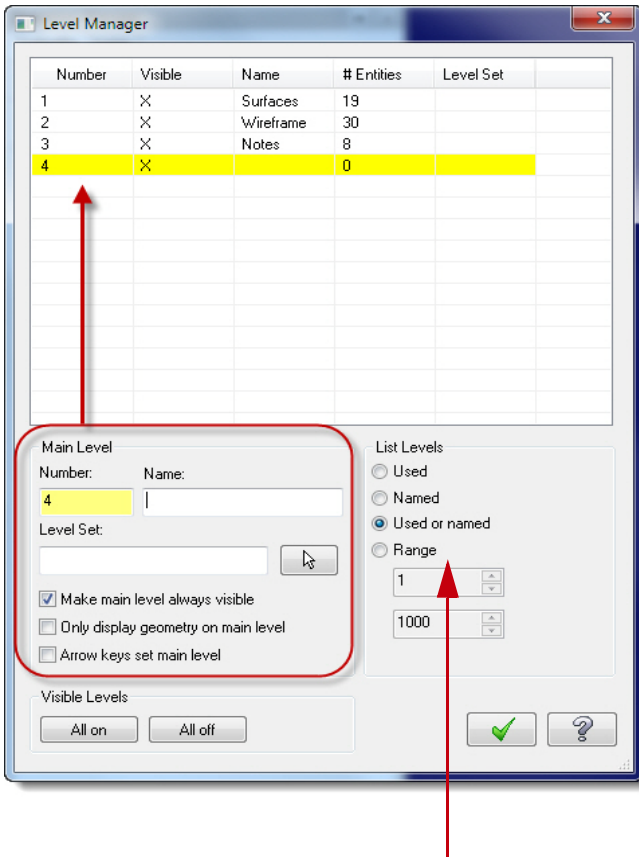 Level Manager
Number Visible Name # Entities Level Set
1 X Surfaces 19
2 X Wireframe 30
3 X Notes 8
4 X 0
Main Level
Number: Name:
4
Level Set:
Make main level always visible
Only display geometry on main level
Arrow keys set main level
List Levels
Used
Named
Used or named
Range
1
1000
Visible Levels
All on All off